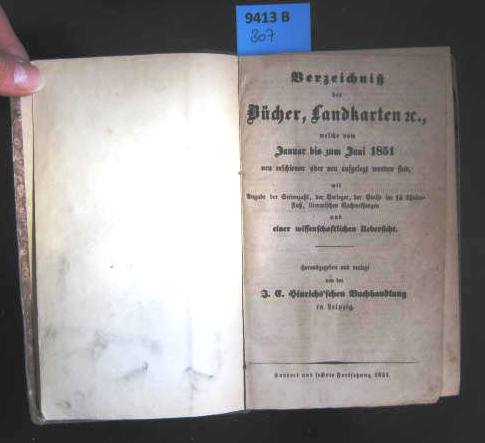 9413 B
307
Verzeichniß
der
Bücher, Landkarten ꝛc.,
welche vom
Januar bis zum Juni 1851
neu erschienen oder neu aufgelegt worden sind,
mit
Angabe der Seitenzahl, der Verleger, der Preise im 14 Thaler-
fuß, literarischen Nachweisungen
und
einer wissenschaftlichen Uebersicht.
Herausgegeben und verlegt
von der
J. C. Hinrichs'schen Buchhandlung
in Leipzig.
Hundert und sechste Fortsetzung. 1851.